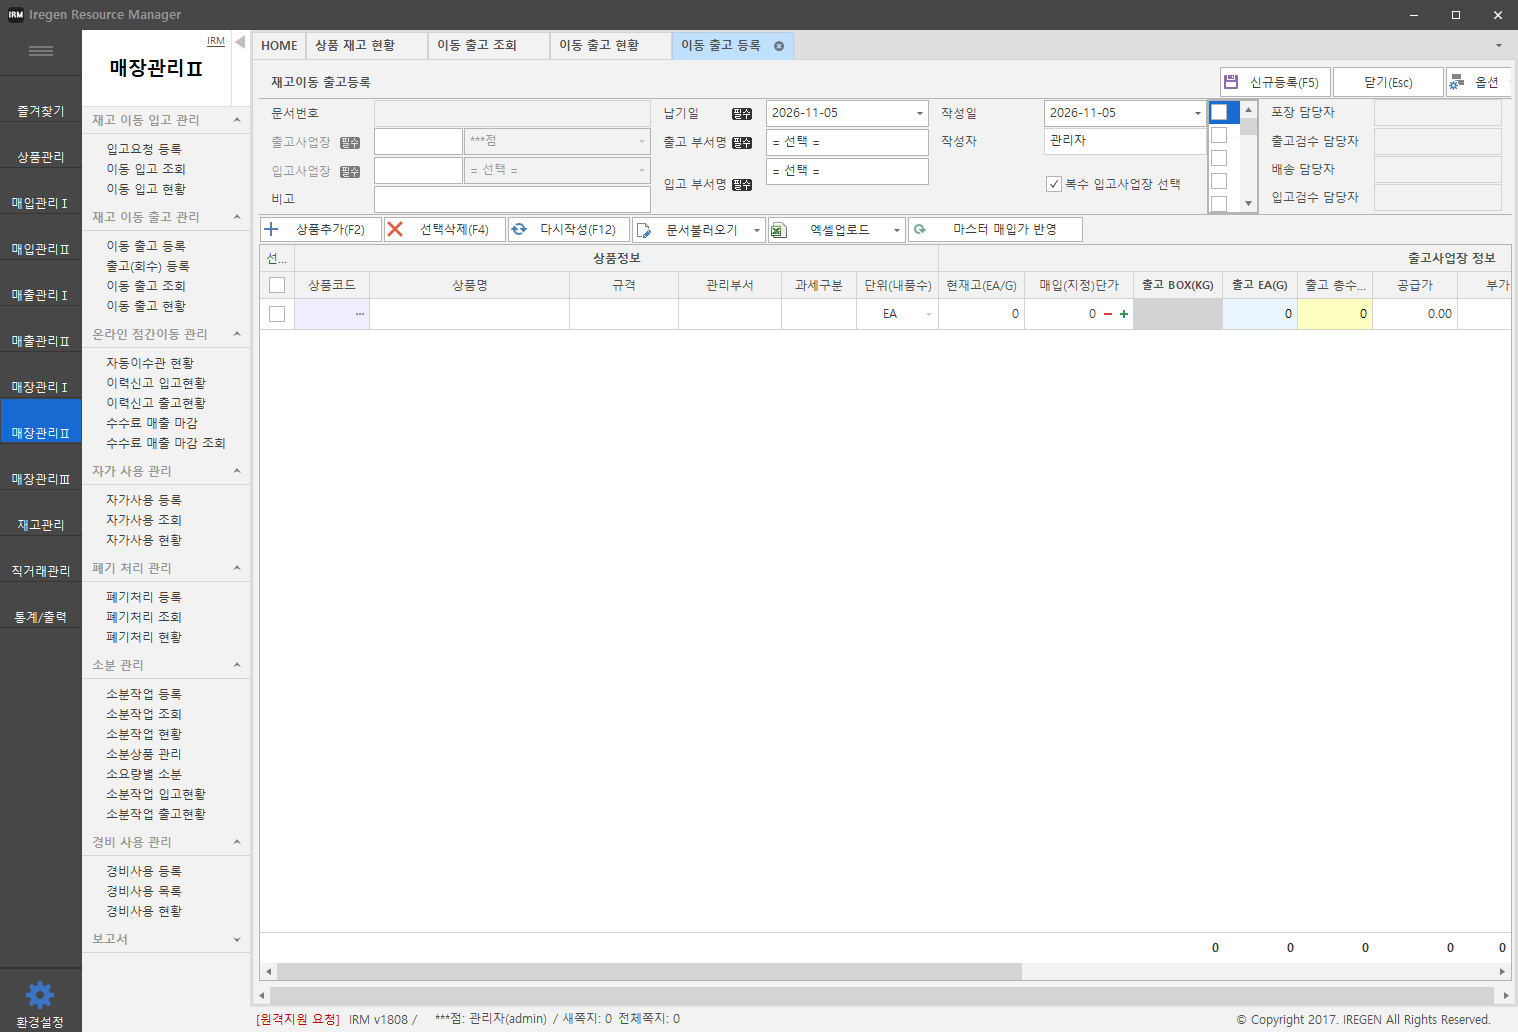 IRM Iregen Resource Manager
IRM
매장관리Ⅱ
즐겨찾기
상품관리
매입관리Ⅰ
매입관리Ⅱ
매출관리Ⅰ
매출관리Ⅱ
매장관리Ⅰ
매장관리Ⅱ
매장관리Ⅲ
재고관리
직거래관리
통계/출력
환경설정
재고 이동 입고 관리
입고요청 등록
이동 입고 조회
이동 입고 현황
재고 이동 출고 관리
이동 출고 등록
출고(회수) 등록
이동 출고 조회
이동 출고 현황
온라인 점간이동 관리
자동이수관 현황
이력신고 입고현황
이력신고 출고현황
수수료 매출 마감
수수료 매출 마감 조회
자가 사용 관리
자가사용 등록
자가사용 조회
자가사용 현황
폐기 처리 관리
폐기처리 등록
폐기처리 조회
폐기처리 현황
소분 관리
소분작업 등록
소분작업 조회
소분작업 현황
소분상품 관리
소요량별 소분
소분작업 입고현황
소분작업 출고현황
경비 사용 관리
경비사용 등록
경비사용 목록
경비사용 현황
보고서
HOME 상품 재고 현황 이동 출고 조회 이동 출고 현황 이동 출고 등록
재고이동 출고등록 신규등록(F5) 닫기(Esc) 옵션
문서번호 납기일 필수 2026-11-05 작성일 2026-11-05 포장 담당자
출고사업장 필수 ***점 출고 부서명 필수 = 선택 = 작성자 관리자 출고검수 담당자
입고사업장 필수 = 선택 = 입고 부서명 필수 = 선택 = 복수 입고사업장 선택 배송 담당자
비고 입고검수 담당자
상품추가(F2) 선택삭제(F4) 다시작성(F12) 문서불러오기 엑셀업로드 마스터 매입가 반영
선... 상품정보 출고사업장 정보
상품코드 상품명 규격 관리부서 과세구분 단위(내품수) 현재고(EA/G) 매입(지정)단가 출고 BOX(KG) 출고 EA(G) 출고 총수... 공급가 부가
... EA 0 0 0 0 0.00
0 0 0 0 0
[원격지원 요청] IRM v1808 / ***점: 관리자(admin) / 새쪽지: 0 전체쪽지: 0 © Copyright 2017. IREGEN All Rights Reserved.